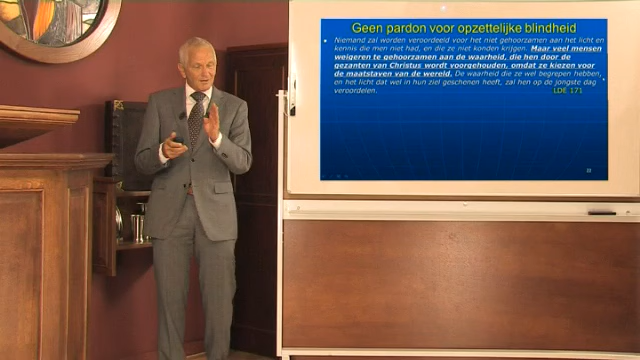 Geen pardon voor opzettelijke blindheid
Niemand zal worden veroordeeld voor het niet gehoorzamen aan het licht en
kennis die men niet had, en die ze niet konden krijgen. Maar veel mensen
weigeren te gehoorzamen aan de waarheid, die hen door de
gezanten van Christus wordt voorgehouden, omdat ze kiezen voor
de maatstaven van de wereld. De waarheid die ze wel begrepen hebben,
en het licht dat wel in hun ziel geschenen heeft, zal hen op de jongste dag
veroordelen. LDE 171